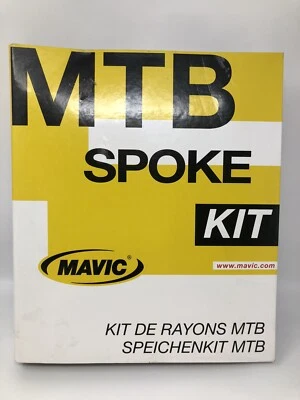 MTB
SPOKE
KIT
MAVIC®
www.mavic.com
KIT DE RAYONS MTB
SPEICHENKIT MTB